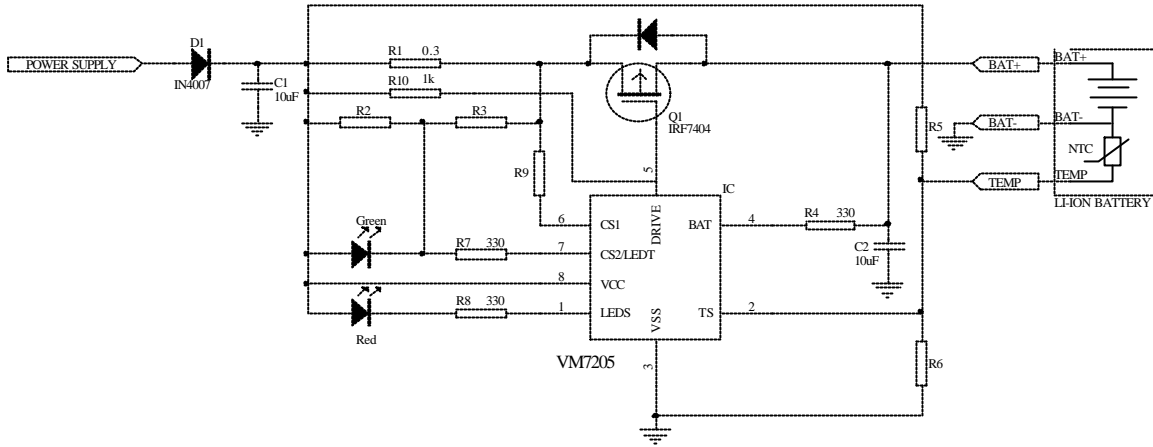 D1
POWER SUPPLY
IN4007
C1
10uF
R1 0.3
R10 1k
R2
R3
R9
Q1
IRF7404
5
IC
6
CS1
DRIVE
BAT
4
R4 330
Green
R7 330
7
CS2/LEDT
8
VCC
R8 330
1
LEDS
VSS
TS
2
Red
VM7205
3
C2
10uF
R5
R6
BAT+
BAT+
BAT-
BAT-
NTC
TEMP
TEMP
LI-ION BATTERY